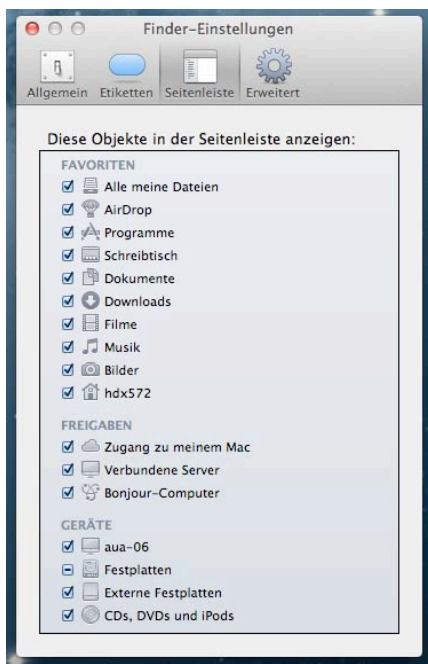 Finder-Einstellungen
Allgemein Etiketten Seitenleiste Erweitert
Diese Objekte in der Seitenleiste anzeigen:
FAVORITEN
Alle meine Dateien
AirDrop
Programme
Schreibtisch
Dokumente
Downloads
Filme
Musik
Bilder
hdx572
FREIGABEN
Zugang zu meinem Mac
Verbundene Server
Bonjour-Computer
GERÄTE
aua-06
Festplatten
Externe Festplatten
CDs, DVDs und iPods